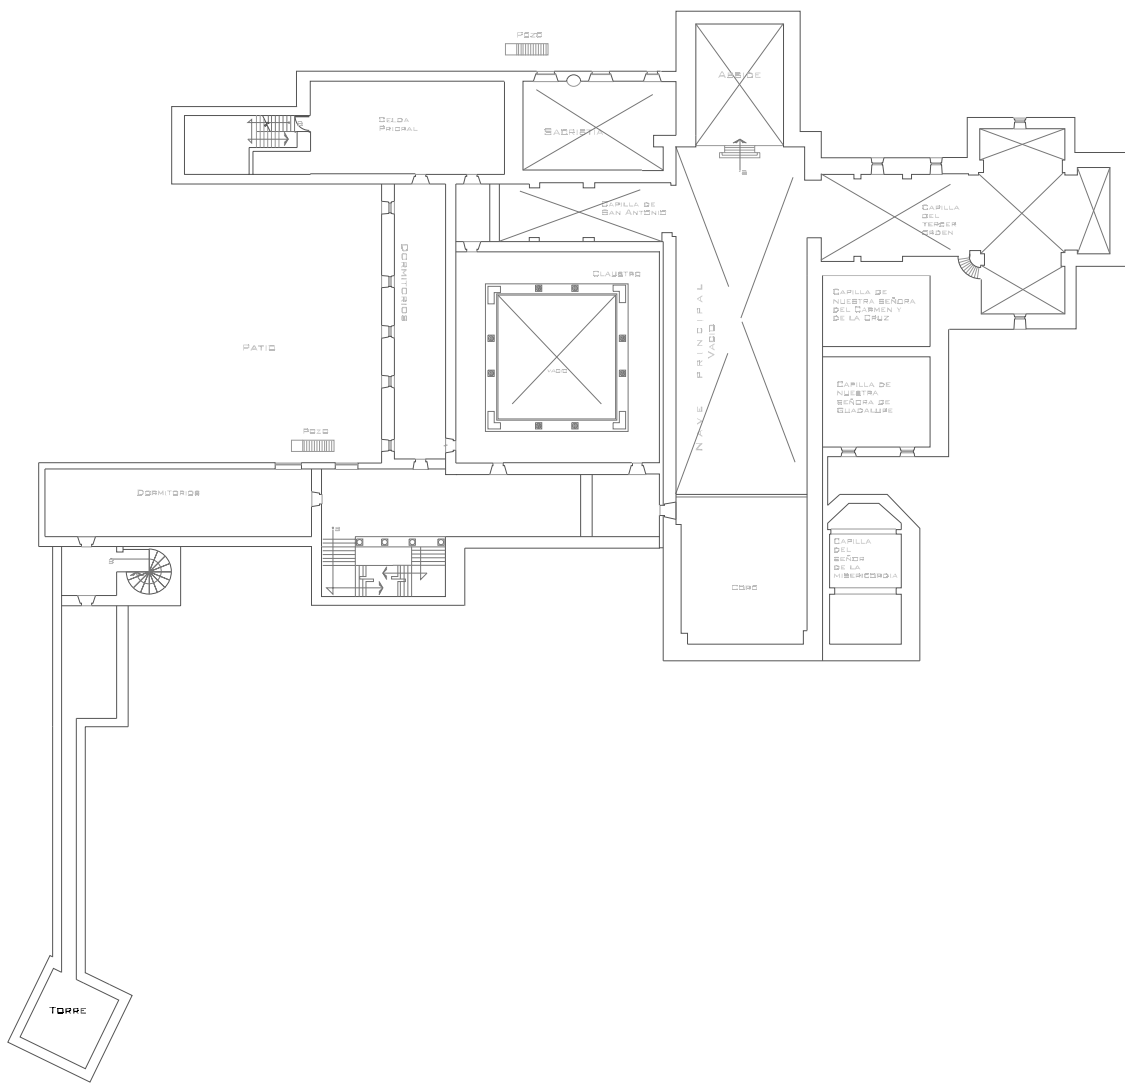 Pozo
Abside
Celda
Prioral
Sacristia
B
S
Capilla de
San Antonio
Capilla
del
Tercer
Orden
Dormitorios
Claustro
Capilla de
Nuestra Señora
del Carmen y
de la Cruz
Nave Principal
Vacio
Patio
Vacio
Capilla de
Nuestra
Señora de
Guadalupe
Pozo
Dormitorios
B
Capilla
del
Señor
de la
Misericordia
Coro
Torre